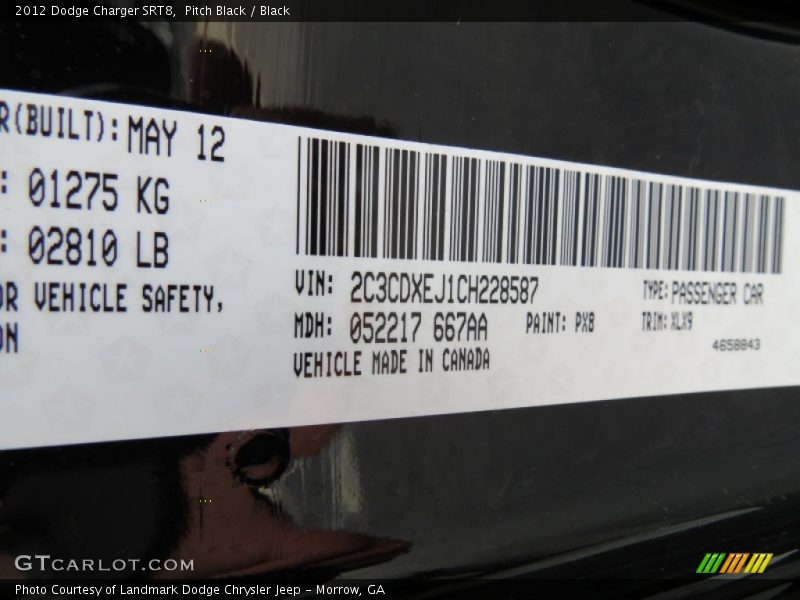 2012 Dodge Charger SRT8, Pitch Black / Black
R(BUILT): MAY 12
: 01275 KG
: 02810 LB
OR VEHICLE SAFETY,
ON
VIN: 2C3CDXEJ1CH228587
TYPE: PASSENGER CAR
MDH: 052217 667AA
PAINT: PX8
TRIM: XLX9
VEHICLE MADE IN CANADA
4658843
GTCARLOT.COM
Photo Courtesy of Landmark Dodge Chrysler Jeep - Morrow, GA